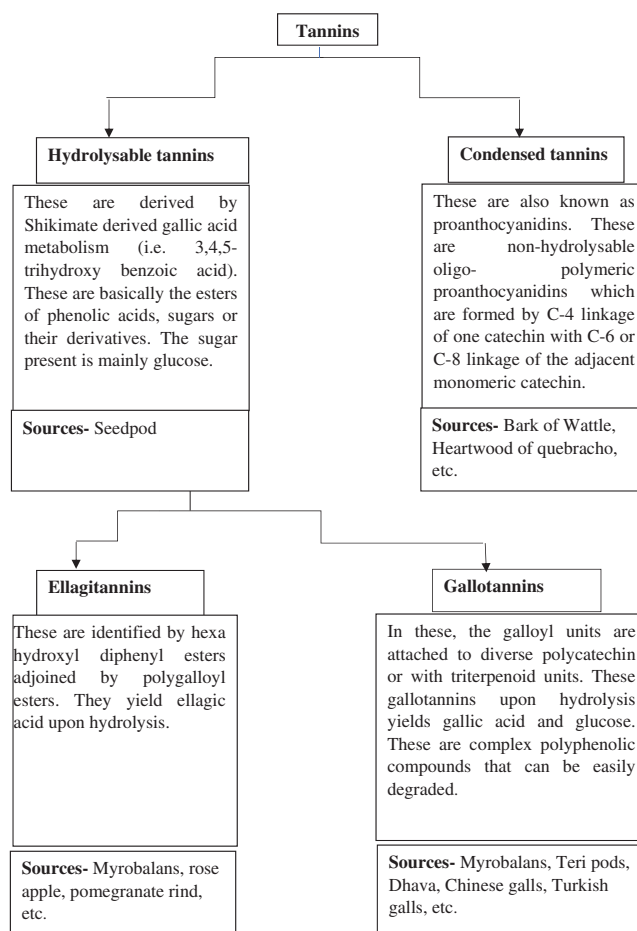 Tannins
Hydrolysable tannins
These are derived by
Shikimate derived gallic acid
metabolism (i.e. 3,4,5-
trihydroxy benzoic acid).
These are basically the esters
of phenolic acids, sugars or
their derivatives. The sugar
present is mainly glucose.
Sources- Seedpod
Condensed tannins
These are also known as
proanthocyanidins. These
are non-hydrolysable
oligo- polymeric
proanthocyanidins which
are formed by C-4 linkage
of one catechin with C-6 or
C-8 linkage of the adjacent
monomeric catechin.
Sources- Bark of Wattle,
Heartwood of quebracho,
etc.
Ellagitannins
These are identified by hexa
hydroxyl diphenyl esters
adjoined by polygalloyl
esters. They yield ellagic
acid upon hydrolysis.
Sources- Myrobalans, rose
apple, pomegranate rind,
etc.
Gallotannins
In these, the galloyl units are
attached to diverse polycatechin
or with triterpenoid units. These
gallotannins upon hydrolysis
yields gallic acid and glucose.
These are complex polyphenolic
compounds that can be easily
degraded.
Sources- Myrobalans, Teri pods,
Dhava, Chinese galls, Turkish
galls, etc.